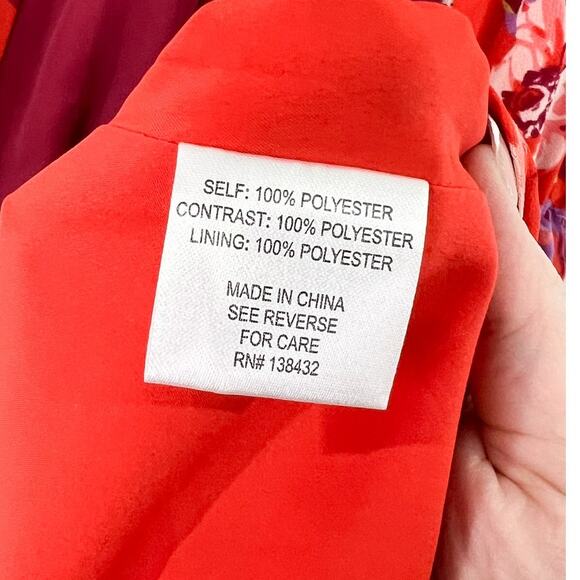 SELF: 100% POLYESTER
CONTRAST: 100% POLYESTER
LINING: 100% POLYESTER
MADE IN CHINA
SEE REVERSE
FOR CARE
RN# 138432